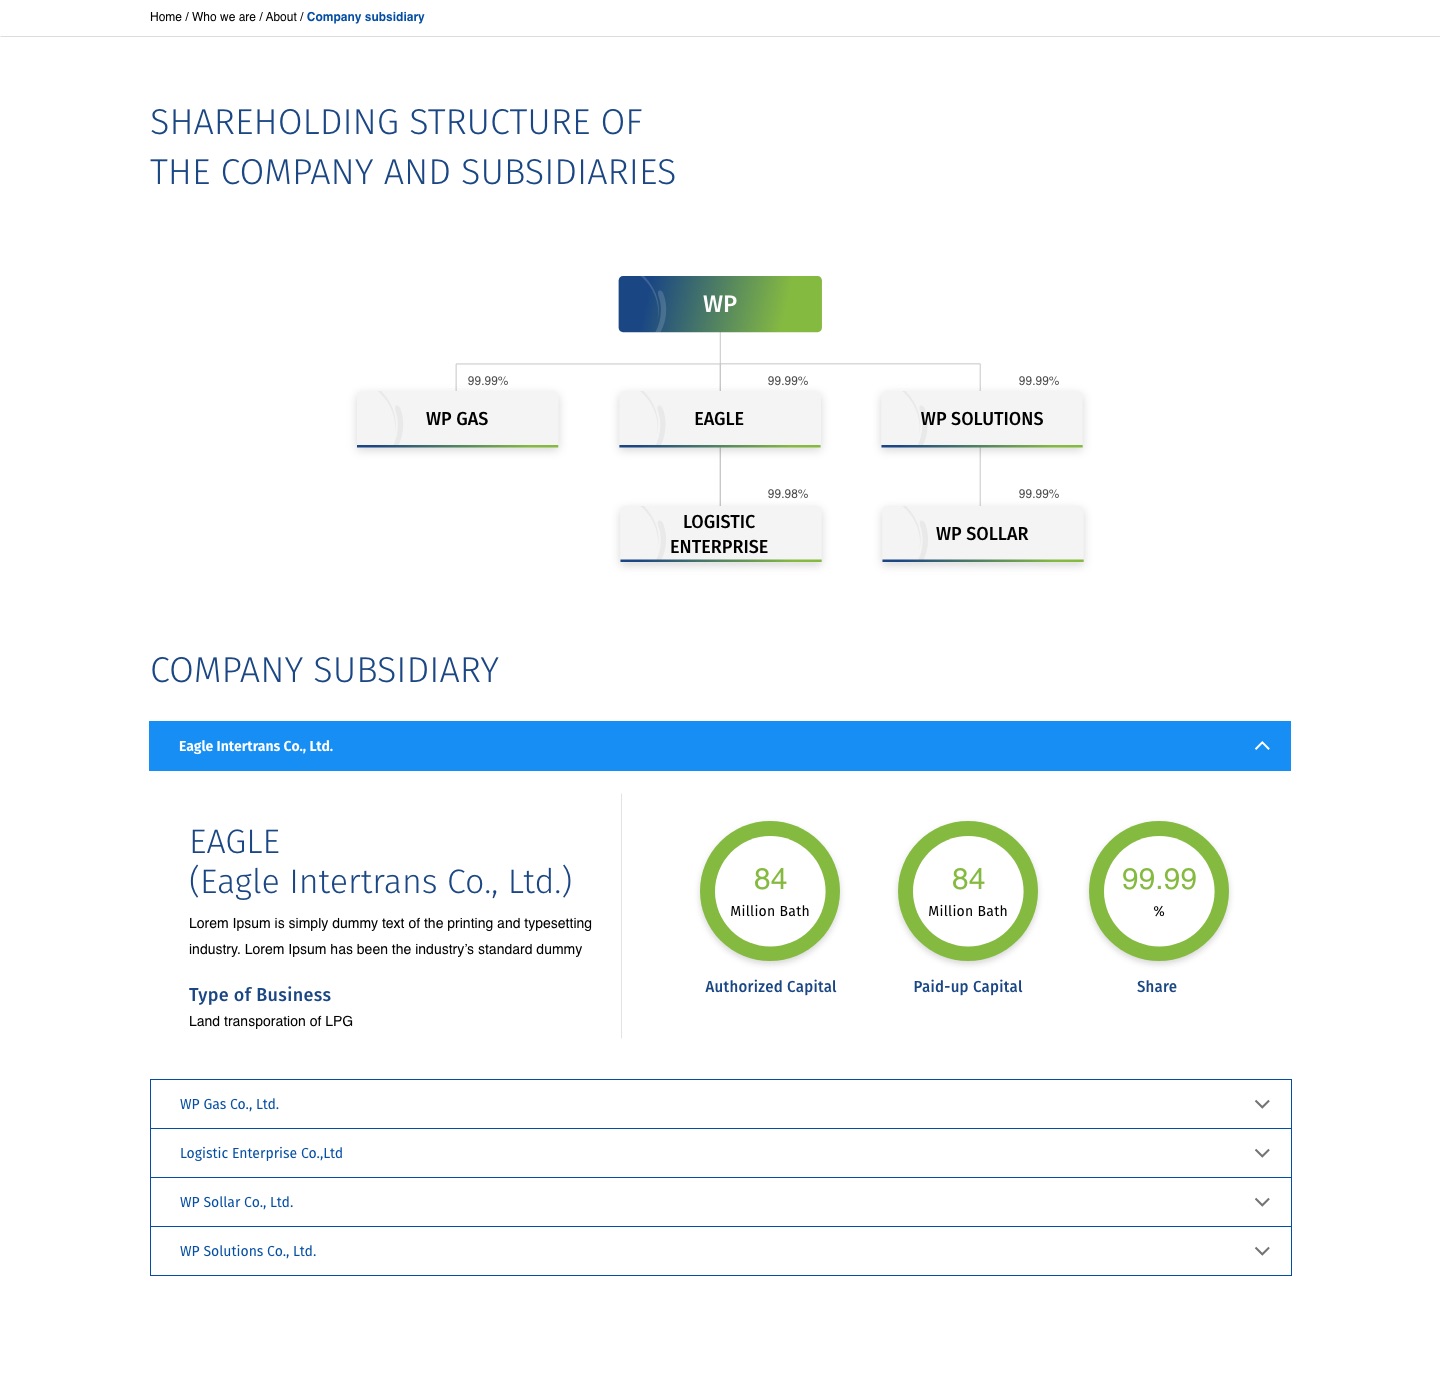 Home / Who we are / About / Company subsidiary
SHAREHOLDING STRUCTURE OF
THE COMPANY AND SUBSIDIARIES
WP
99.99%
99.99%
99.99%
WP GAS
EAGLE
WP SOLUTIONS
99.98%
99.99%
LOGISTIC
ENTERPRISE
WP SOLLAR
COMPANY SUBSIDIARY
Eagle Intertrans Co., Ltd.
EAGLE
(Eagle Intertrans Co., Ltd.)
Lorem Ipsum is simply dummy text of the printing and typesetting
industry. Lorem Ipsum has been the industry’s standard dummy
Type of Business
Land transporation of LPG
84
Million Bath
Authorized Capital
84
Million Bath
Paid-up Capital
99.99
%
Share
WP Gas Co., Ltd.
Logistic Enterprise Co.,Ltd
WP Sollar Co., Ltd.
WP Solutions Co., Ltd.